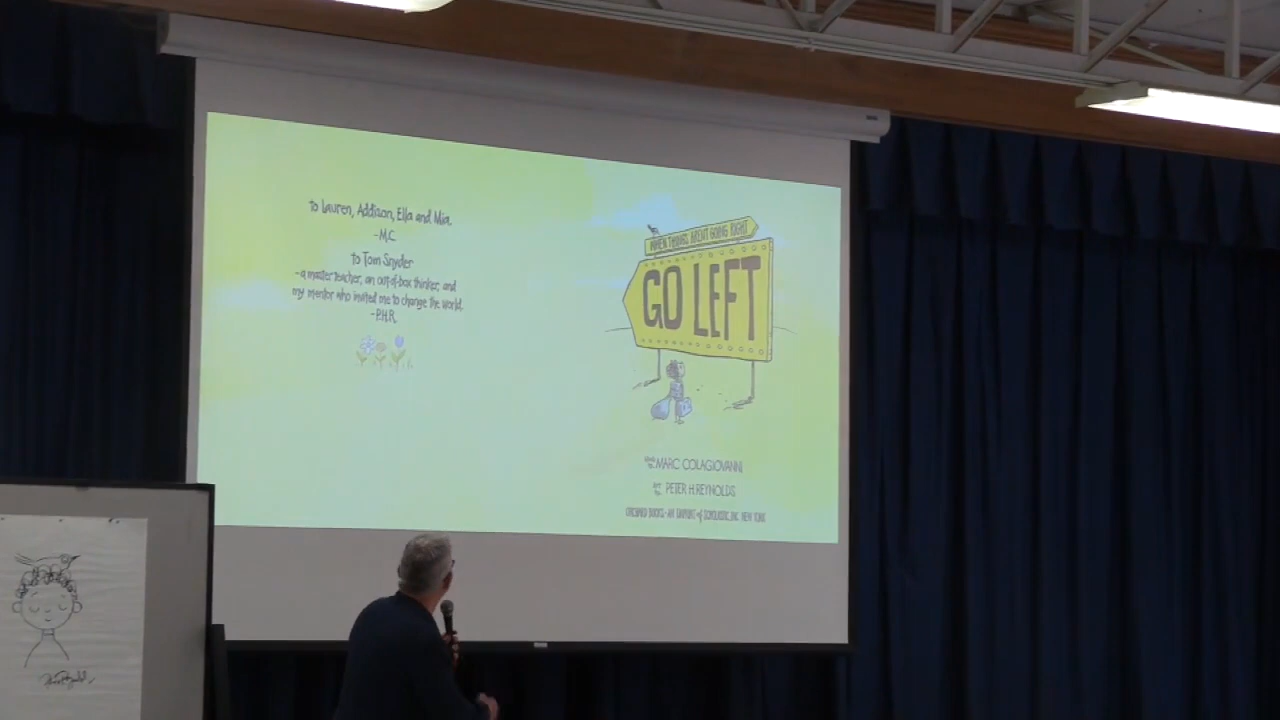 To Lauren, Addison, Ella and Mia.
-M.C.
to Tom Snyder
- a master teacher, an out-of-box thinker, and
my mentor who invited me to change the world.
-P.H.R.
WHEN THINGS AREN'T GOING RIGHT
GO LEFT
MARC COLAGIOVANNI
PETER H. REYNOLDS
ORCHARD BOOKS • AN IMPRINT of SCHOLASTIC, INC. NEW YORK